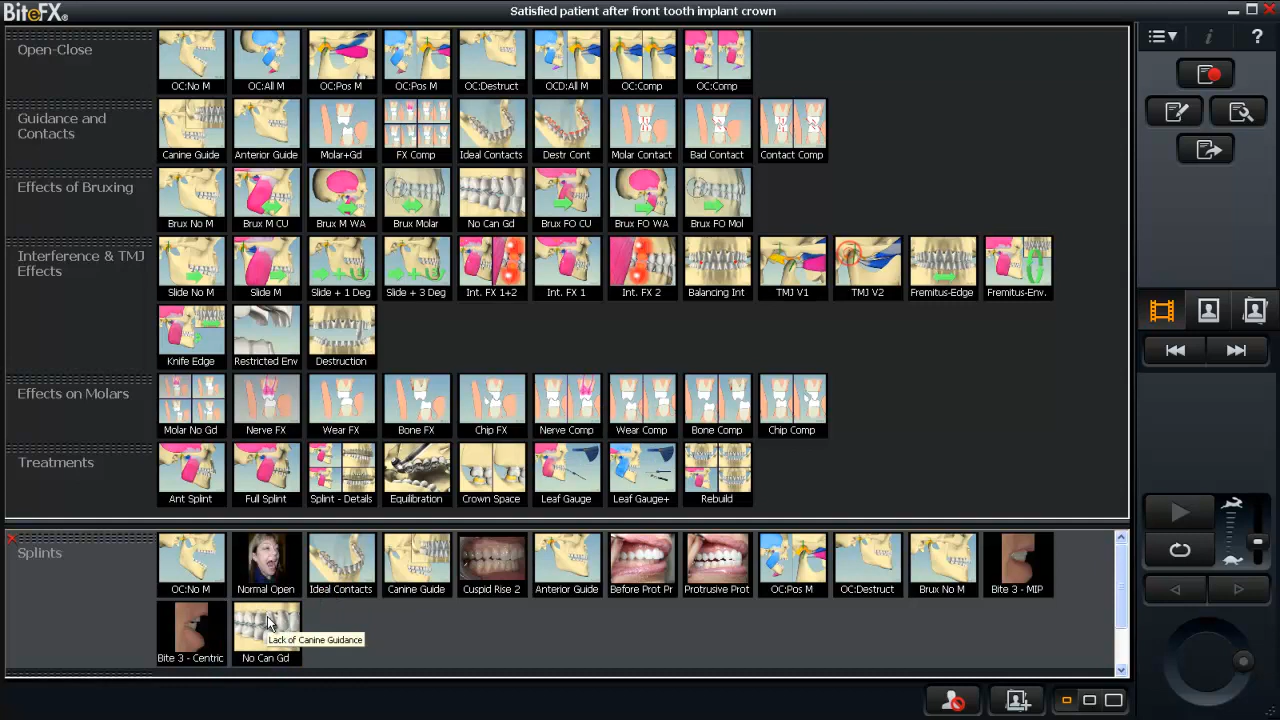 BiteFX®
Satisfied patient after front tooth implant crown
Open-Close
OC:No M OC:All M OC:Pos M OC:Pos M OC:Destruct OCD:All M OC:Comp OC:Comp
Guidance and
Contacts
Canine Guide Anterior Guide Molar+Gd FX Comp Ideal Contacts Destr Cont Molar Contact Bad Contact Contact Comp
Effects of Bruxing
Brux No M Brux M CU Brux M WA Brux Molar No Can Gd Brux FO CU Brux FO WA Brux FO Mol
Interference & TMJ
Effects
Slide No M Slide M Slide + 1 Deg Slide + 3 Deg Int. FX 1+2 Int. FX 1 Int. FX 2 Balancing Int TMJ V1 TMJ V2 Fremitus-Edge Fremitus-Env.
Knife Edge Restricted Env Destruction
Effects on Molars
Molar No Gd Nerve FX Wear FX Bone FX Chip FX Nerve Comp Wear Comp Bone Comp Chip Comp
Treatments
Ant Splint Full Splint Splint - Details Equilibration Crown Space Leaf Gauge Leaf Gauge+ Rebuild
Splints
OC:No M Normal Open Ideal Contacts Canine Guide Cuspid Rise 2 Anterior Guide Before Prot Pr Protrusive Prot OC:Pos M OC:Destruct Brux No M Bite 3 - MIP
Bite 3 - Centric No Can Gd
Lack of Canine Guidance